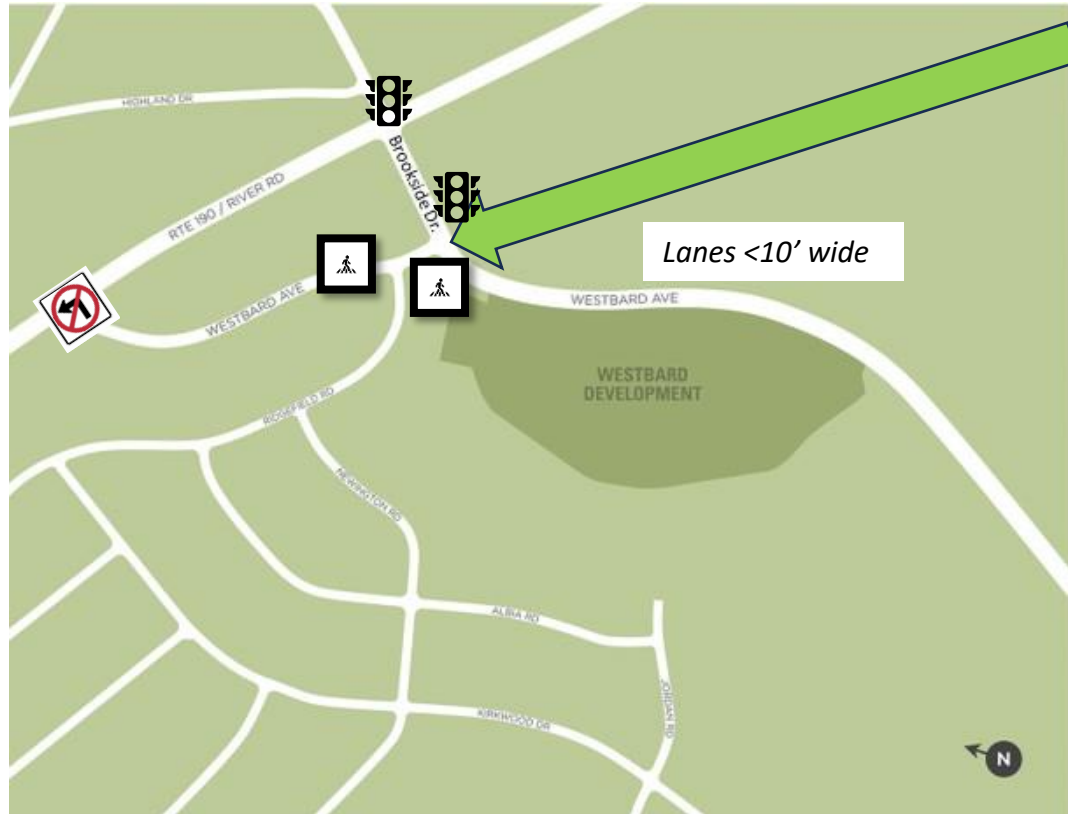 HIGHLAND DR
Brookside Dr.
RTE 190 / RIVER RD
Lanes <10’ wide
WESTBARD AVE
WESTBARD AVE
WESTBARD
DEVELOPMENT
RIDGEFIELD RD
NEWINGTON RD
ALBIA RD
JORDAN RD
KIRKWOOD DR
N